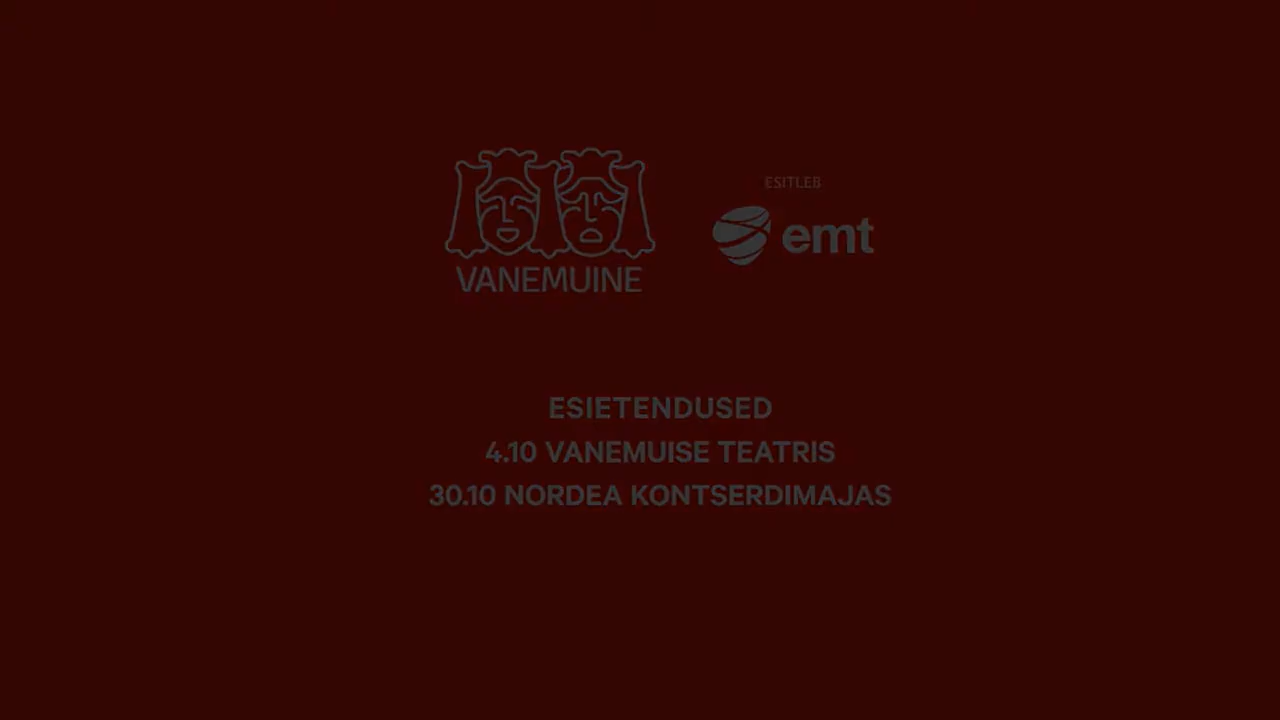 VANEMUINE
ESITLEB
emt
ESIETENDUSED
4.10 VANEMUISE TEATRIS
30.10 NORDEA KONTSERDIMAJAS